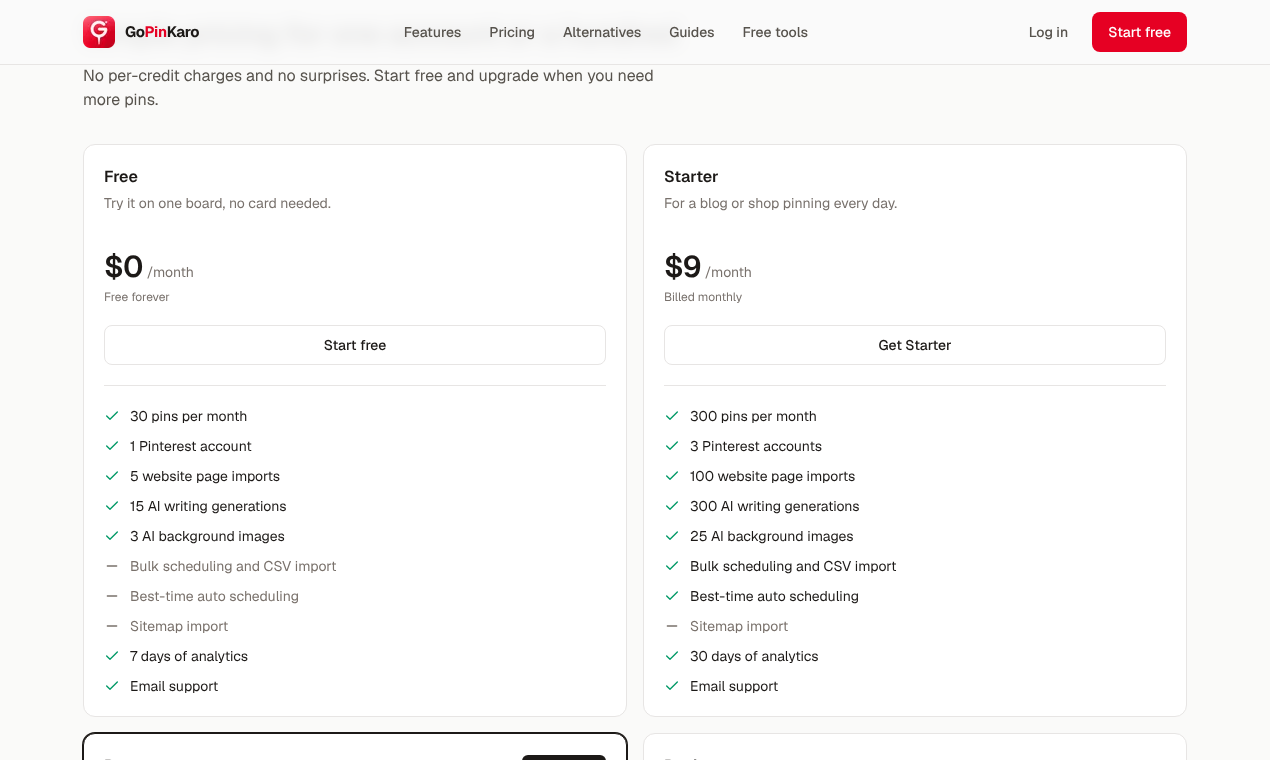 GoPinKaro
Features
Pricing
Alternatives
Guides
Free tools
Log in
Start free
No per-credit charges and no surprises. Start free and upgrade when you need
more pins.
Free
Try it on one board, no card needed.
$0 /month
Free forever
Start free
30 pins per month
1 Pinterest account
5 website page imports
15 AI writing generations
3 AI background images
Bulk scheduling and CSV import
Best-time auto scheduling
Sitemap import
7 days of analytics
Email support
Starter
For a blog or shop pinning every day.
$9 /month
Billed monthly
Get Starter
300 pins per month
3 Pinterest accounts
100 website page imports
300 AI writing generations
25 AI background images
Bulk scheduling and CSV import
Best-time auto scheduling
Sitemap import
30 days of analytics
Email support